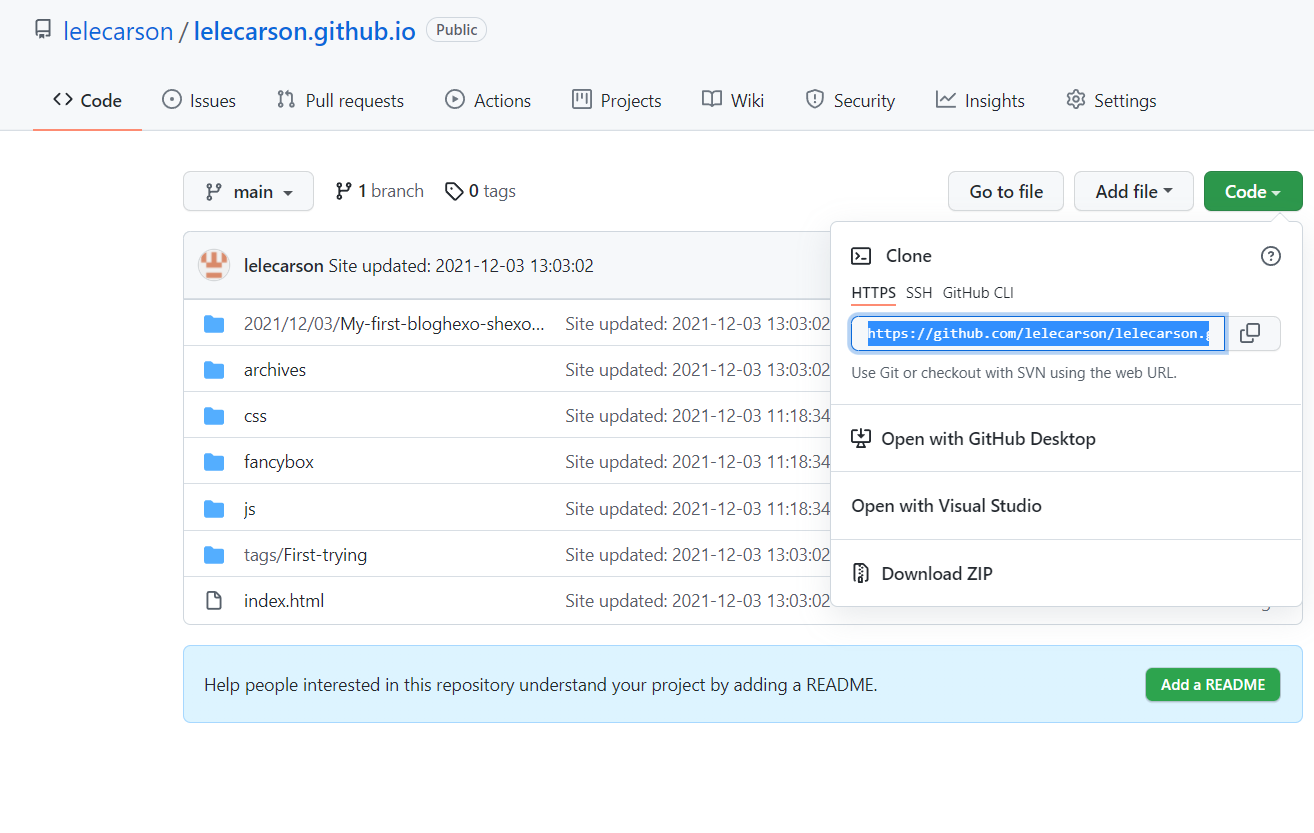 lelecarson / lelecarson.github.io Public
Code Issues Pull requests Actions Projects Wiki Security Insights Settings
main 1 branch 0 tags Go to file Add file Code
lelecarson Site updated: 2021-12-03 13:03:02
2021/12/03/My-first-bloghexo-shexo... Site updated: 2021-12-03 13:03:02
archives Site updated: 2021-12-03 13:03:02
css Site updated: 2021-12-03 11:18:34
fancybox Site updated: 2021-12-03 11:18:34
js Site updated: 2021-12-03 11:18:34
tags/First-trying Site updated: 2021-12-03 13:03:02
index.html Site updated: 2021-12-03 13:03:02
Clone
HTTPS SSH GitHub CLI
https://github.com/lelecarson/lelecarson.g
Use Git or checkout with SVN using the web URL.
Open with GitHub Desktop
Open with Visual Studio
Download ZIP
Help people interested in this repository understand your project by adding a README. Add a README